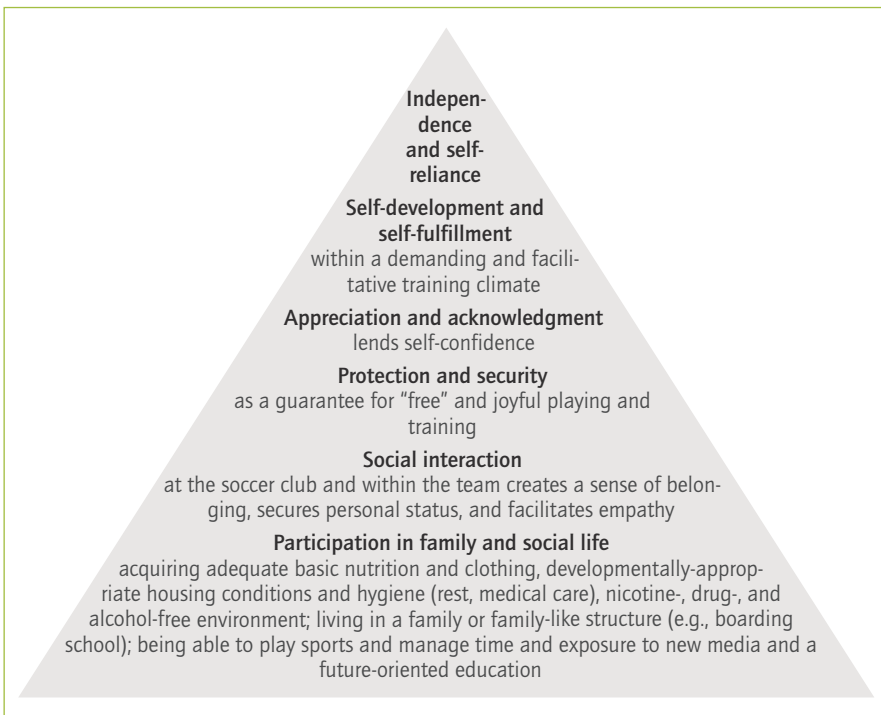 Indepen-
dence
and self-
reliance
Self-development and
self-fulfillment
within a demanding and facili-
tative training climate
Appreciation and acknowledgment
lends self-confidence
Protection and security
as a guarantee for “free” and joyful playing and
training
Social interaction
at the soccer club and within the team creates a sense of belon-
ging, secures personal status, and facilitates empathy
Participation in family and social life
acquiring adequate basic nutrition and clothing, developmentally-approp-
riate housing conditions and hygiene (rest, medical care), nicotine-, drug-, and
alcohol-free environment; living in a family or family-like structure (e.g., boarding
school); being able to play sports and manage time and exposure to new media and a
future-oriented education